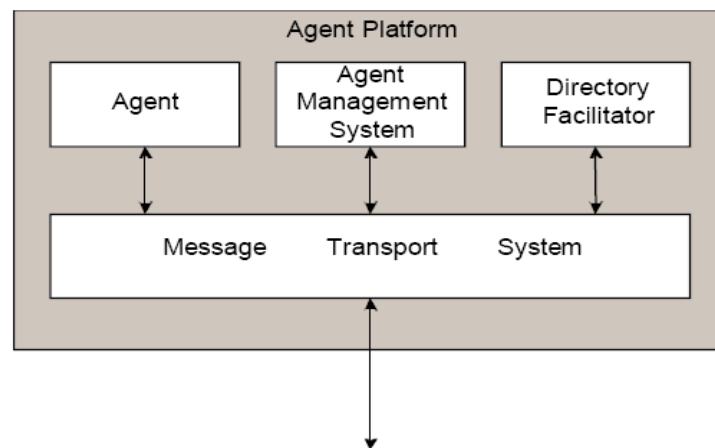 Agent Platform
Agent
Agent
Management
System
Directory
Facilitator
Message Transport System